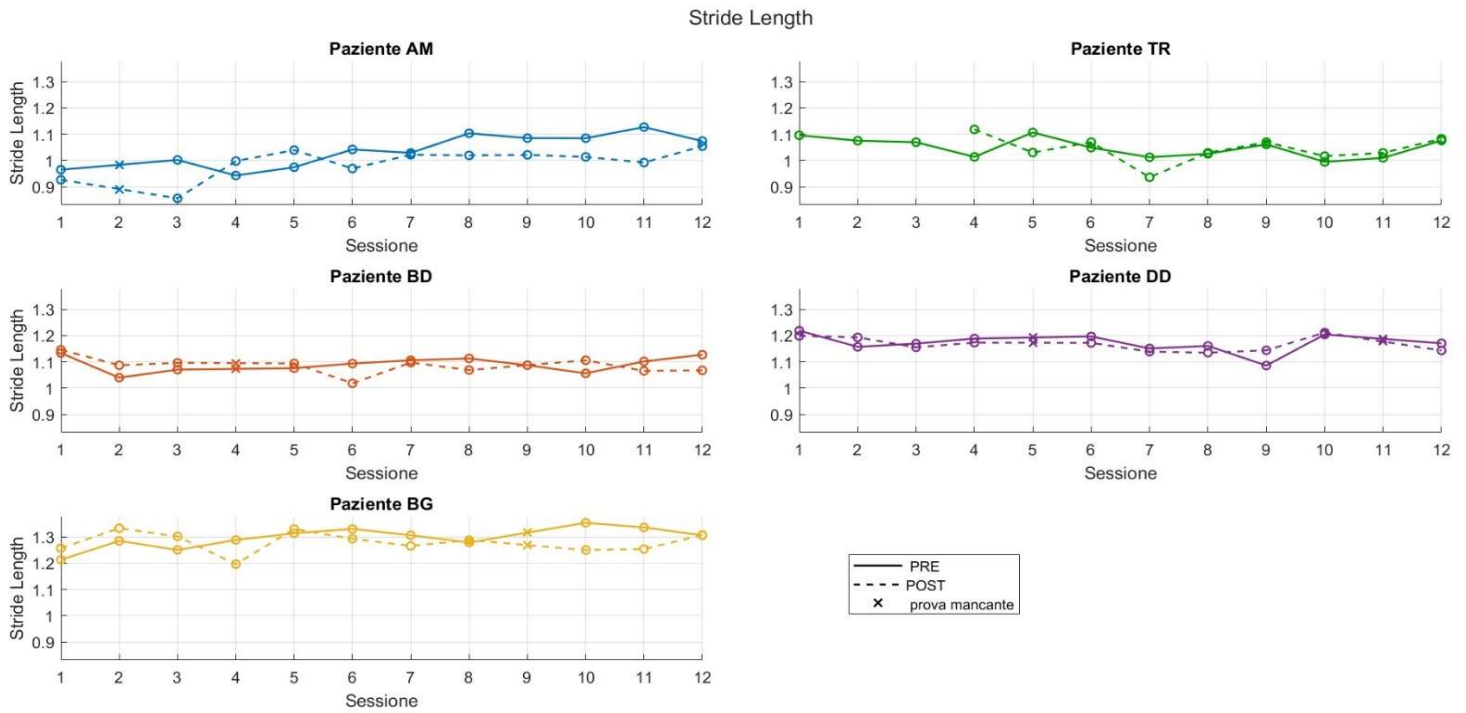 Stride Length
Paziente AM
Stride Length
1.3
1.2
1.1
1
0.9
1 2 3 4 5 6 7 8 9 10 11 12
Sessione
Paziente TR
1.3
1.2
1.1
1
0.9
1 2 3 4 5 6 7 8 9 10 11 12
Sessione
Paziente BD
Stride Length
1.3
1.2
1.1
1
0.9
1 2 3 4 5 6 7 8 9 10 11 12
Sessione
Paziente DD
1.3
1.2
1.1
1
0.9
1 2 3 4 5 6 7 8 9 10 11 12
Sessione
Paziente BG
Stride Length
1.3
1.2
1.1
1
0.9
1 2 3 4 5 6 7 8 9 10 11 12
Sessione
PRE
POST
prova mancante